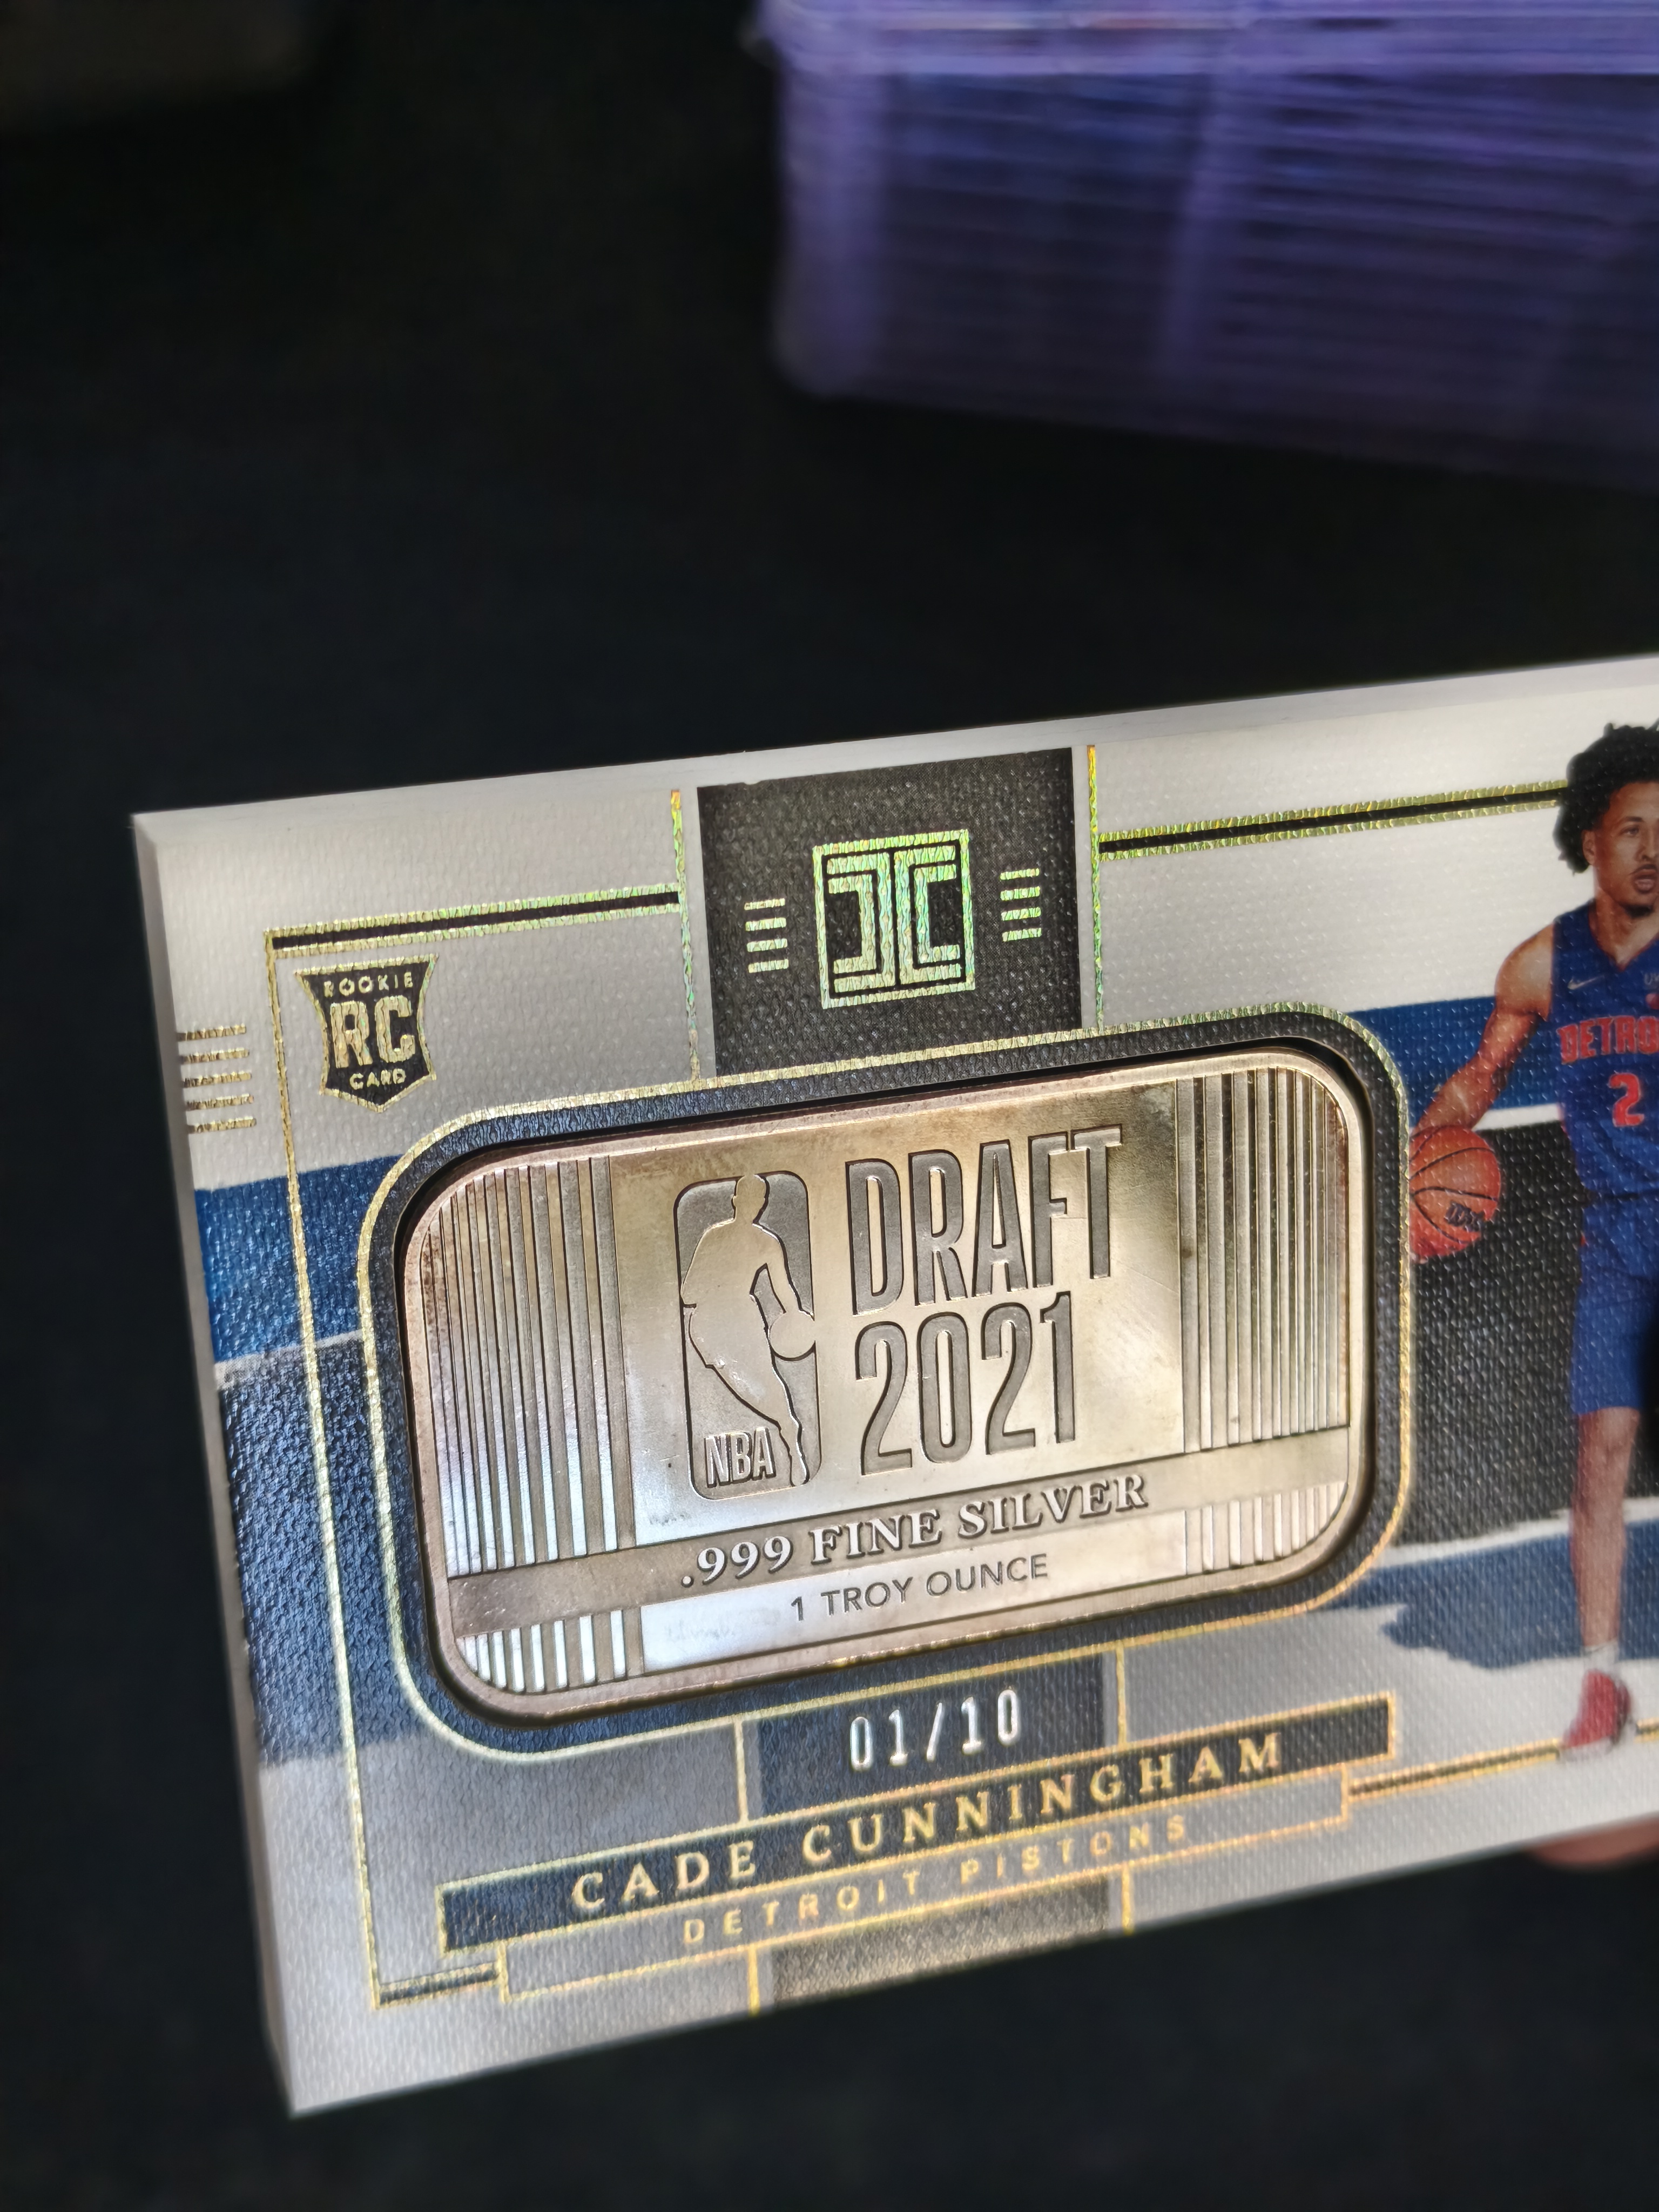 ROOKIE
RC
CARD
DETRO
2
DRAFT
2021
NBA
.999 FINE SILVER
1 TROY OUNCE
01/10
CADE CUNNINGHAM
DETROIT PISTONS